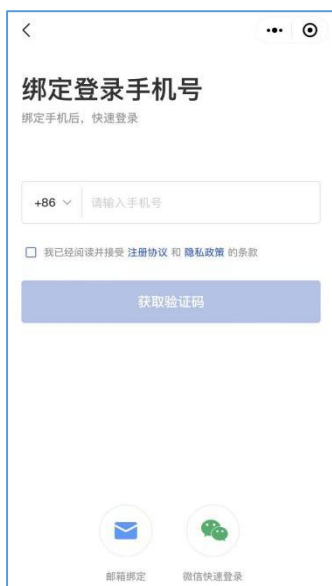 绑定登录手机号
绑定手机后，快速登录
+86 请输入手机号
我已经阅读并接受 注册协议 和 隐私政策 的条款
获取验证码
邮箱绑定 微信快速登录